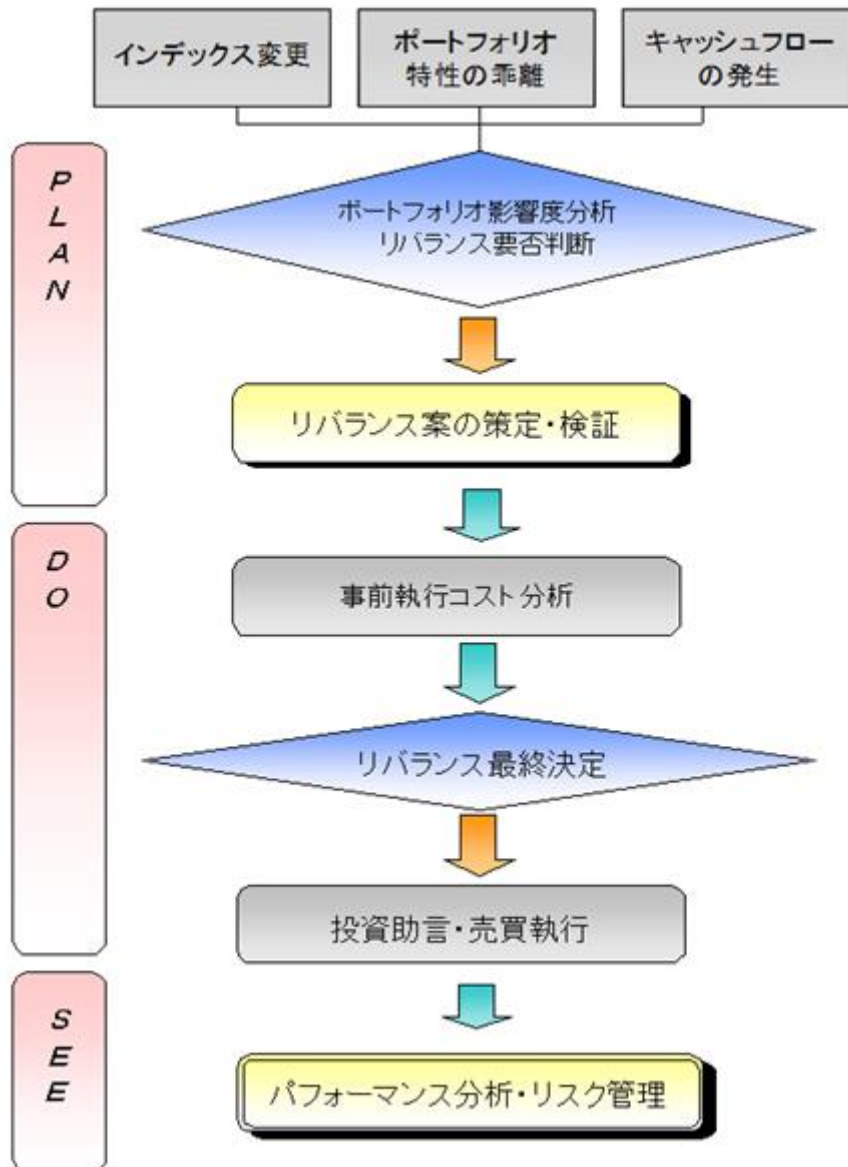 インデックス変更
ポートフォリオ
特性の乖離
キャッシュフロー
の発生
PLAN
ポートフォリオ影響度分析
リバランス要否判断
リバランス案の策定・検証
DO
事前執行コスト分析
リバランス最終決定
投資助言・売買執行
SEE
パフォーマンス分析・リスク管理